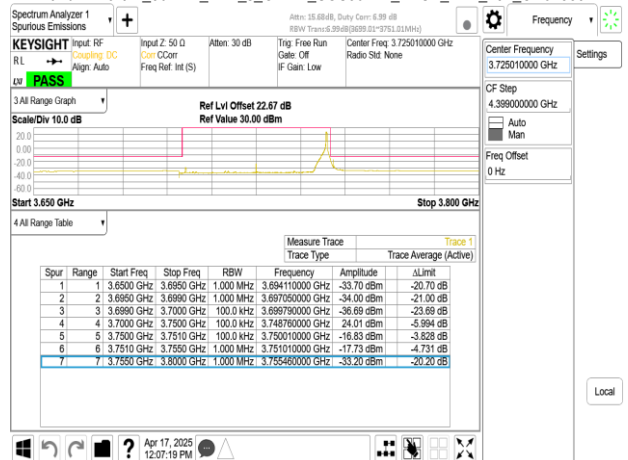 Spectrum Analyzer 1
Spurious Emissions
Attn: 15.68dB, Duty Corr: 6.99 dB
RBW Trans:6.99dB(3699.01~3751.01MHz)
Frequency
KEYSIGHT
Input: RF
Input Z: 50 Ω
Atten: 30 dB
Trig: Free Run
Center Freq: 3.725010000 GHz
RL
Coupling: DC
Corr CCorr
Gate: Off
Radio Std: None
Align: Auto
Freq Ref: Int (S)
IF Gain: Low
LXI
PASS
Center Frequency
3.725010000 GHz
Settings
CF Step
4.399000000 GHz
Auto
Man
Freq Offset
0 Hz
3 All Range Graph
Ref Lvl Offset 22.67 dB
Scale/Div 10.0 dB
Ref Value 30.00 dBm
20.0
0.00
-20.0
-40.0
-60.0
Start 3.650 GHz
Stop 3.800 GHz
4 All Range Table
Measure Trace
Trace 1
Trace Type
Trace Average (Active)
Spur Range Start Freq Stop Freq RBW Frequency Amplitude ΔLimit
1 1 3.6500 GHz 3.6950 GHz 1.000 MHz 3.694110000 GHz -33.70 dBm -20.70 dB
2 2 3.6950 GHz 3.6990 GHz 1.000 MHz 3.697050000 GHz -34.00 dBm -21.00 dB
3 3 3.6990 GHz 3.7000 GHz 100.0 kHz 3.699790000 GHz -36.69 dBm -23.69 dB
4 4 3.7000 GHz 3.7500 GHz 100.0 kHz 3.748760000 GHz 24.01 dBm -5.994 dB
5 5 3.7500 GHz 3.7510 GHz 100.0 kHz 3.750010000 GHz -16.83 dBm -3.828 dB
6 6 3.7510 GHz 3.7550 GHz 1.000 MHz 3.751010000 GHz -17.73 dBm -4.731 dB
7 7 3.7550 GHz 3.8000 GHz 1.000 MHz 3.755460000 GHz -33.20 dBm -20.20 dB
Local
?
Apr 17, 2025
12:07:19 PM